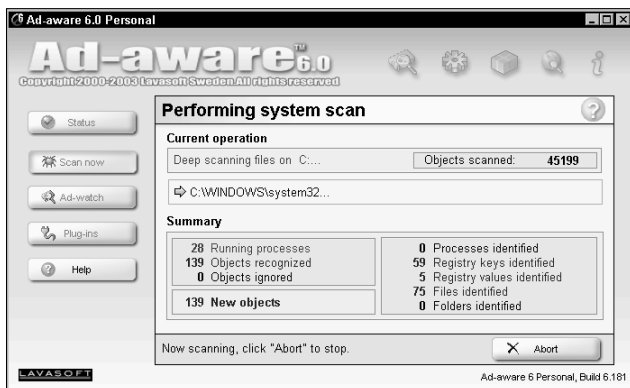 Ad-aware 6.0 Personal
Ad-aware™ 6.0
Copyright 2000-2003 Lavasoft Sweden All rights reserved
Performing system scan
Status
Scan now
Ad-watch
Plug-ins
Help
Current operation
Deep scanning files on C:...
Objects scanned: 45199
C:\WINDOWS\system32...
Summary
28 Running processes
139 Objects recognized
0 Objects ignored
139 New objects
0 Processes identified
59 Registry keys identified
5 Registry values identified
75 Files identified
0 Folders identified
Now scanning, click "Abort" to stop.
Abort
LAVASOFT
Ad-aware 6 Personal, Build 6.181